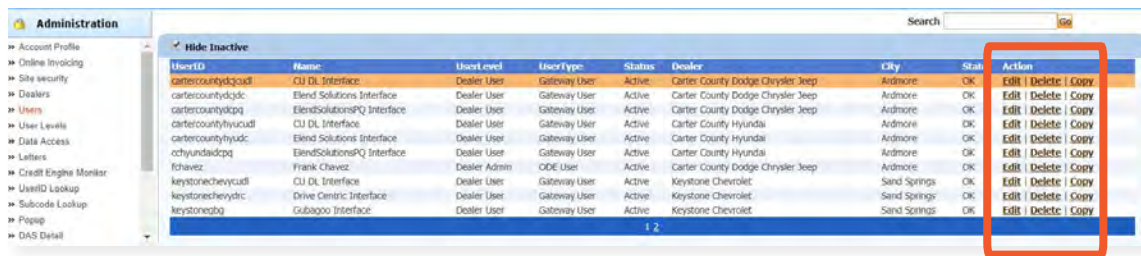 Administration
Search Go
» Account Profile
» Online Invoicing
» Site security
» Dealers
» Users
» User Levels
» Data Access
» Letters
» Credit Engine Monitor
» UserID Lookup
» Subcode Lookup
» Popup
» DAS Detail
Hide Inactive
UserID Name UserLevel UserType Status Dealer City State Action
cartercountydcjcudl CU DL Interface Dealer User Gateway User Active Carter County Dodge Chrysler Jeep Ardmore OK Edit | Delete | Copy
cartercountydcjdc Elend Solutions Interface Dealer User Gateway User Active Carter County Dodge Chrysler Jeep Ardmore OK Edit | Delete | Copy
cartercountydcpq ElendSolutionsPQ Interface Dealer User Gateway User Active Carter County Dodge Chrysler Jeep Ardmore OK Edit | Delete | Copy
cartercountyhyucudl CU DL Interface Dealer User Gateway User Active Carter County Hyundai Ardmore OK Edit | Delete | Copy
cartercountyhyudc Elend Solutions Interface Dealer User Gateway User Active Carter County Hyundai Ardmore OK Edit | Delete | Copy
cchyundaidcpq ElendSolutionsPQ Interface Dealer User Gateway User Active Carter County Hyundai Ardmore OK Edit | Delete | Copy
fchavez Frank Chavez Dealer Admin ODE User Active Carter County Dodge Chrysler Jeep Ardmore OK Edit | Delete | Copy
keystonechevycudl CU DL Interface Dealer User Gateway User Active Keystone Chevrolet Sand Springs OK Edit | Delete | Copy
keystonechevydrc Drive Centric Interface Dealer User Gateway User Active Keystone Chevrolet Sand Springs OK Edit | Delete | Copy
keystonegbg Gubagoo Interface Dealer User Gateway User Active Keystone Chevrolet Sand Springs OK Edit | Delete | Copy
1 2